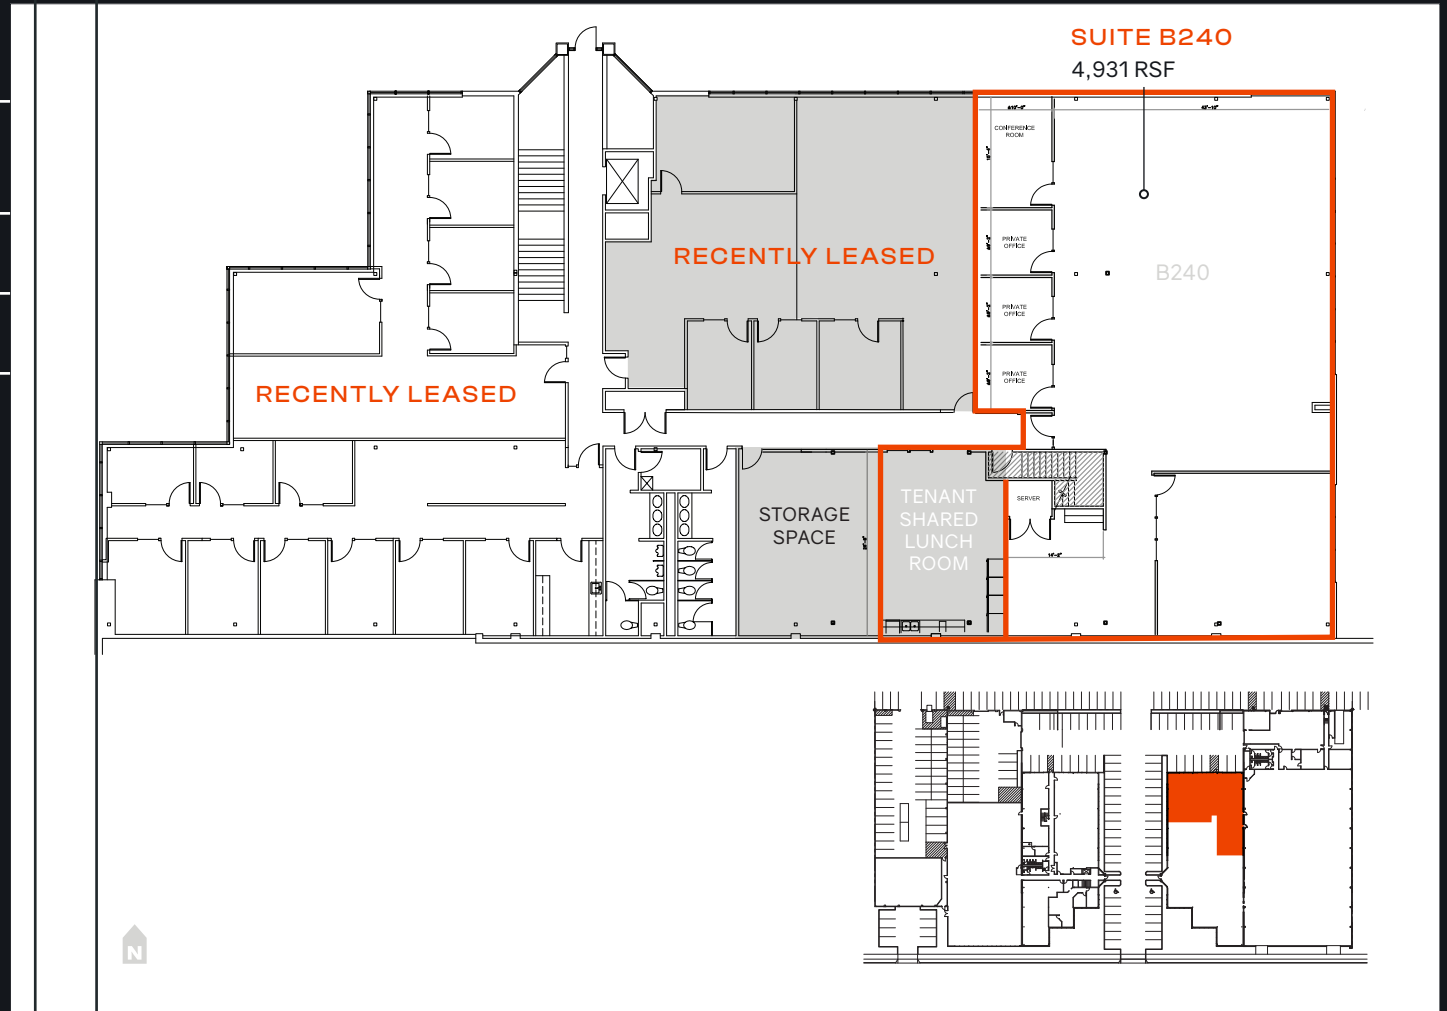 SUITE B240
4,931 RSF
CONFERENCE
ROOM
PRIVATE
OFFICE
B240
RECENTLY LEASED
PRIVATE
OFFICE
PRIVATE
OFFICE
RECENTLY LEASED
STORAGE
SPACE
TENANT
SHARED
LUNCH
ROOM
SERVER
N